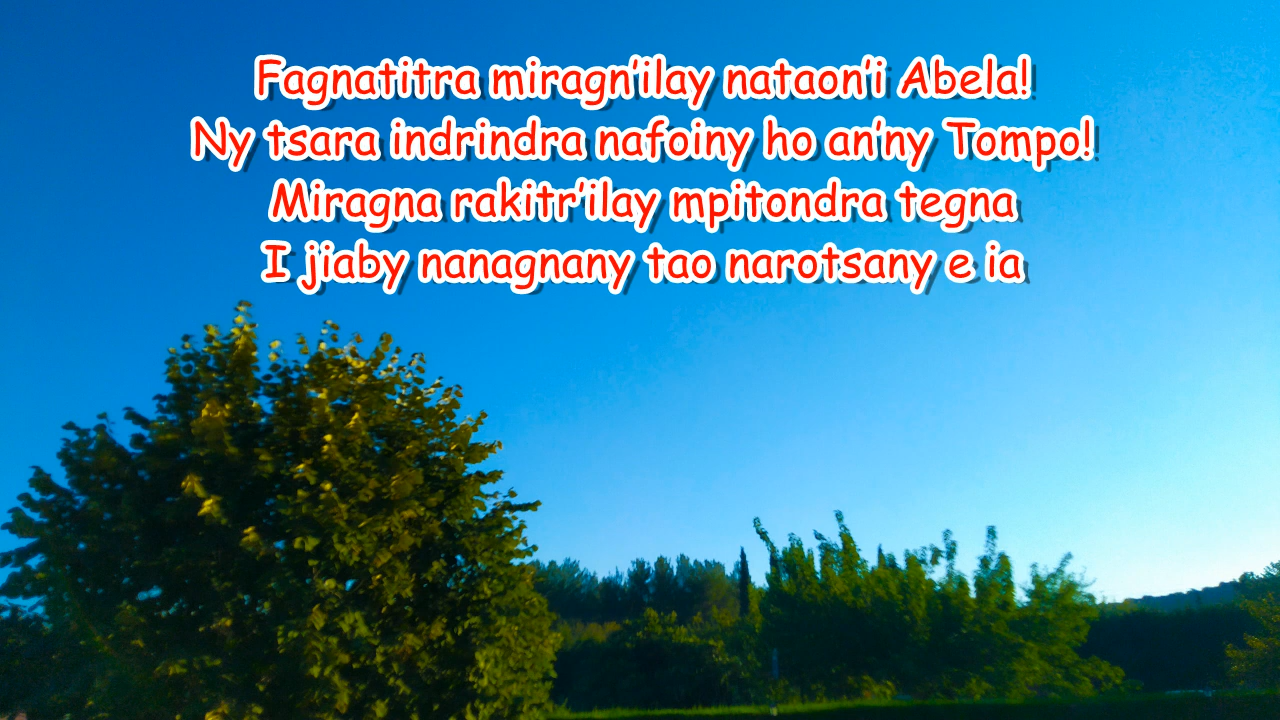 Fagnatitra miragn’ilay nataon’i Abela!
Ny tsara indrindra nafoiny ho an’ny Tompo!
Miragna rakitr’ilay mpitondra tegna
I jiaby nanagnany tao narotsany e ia